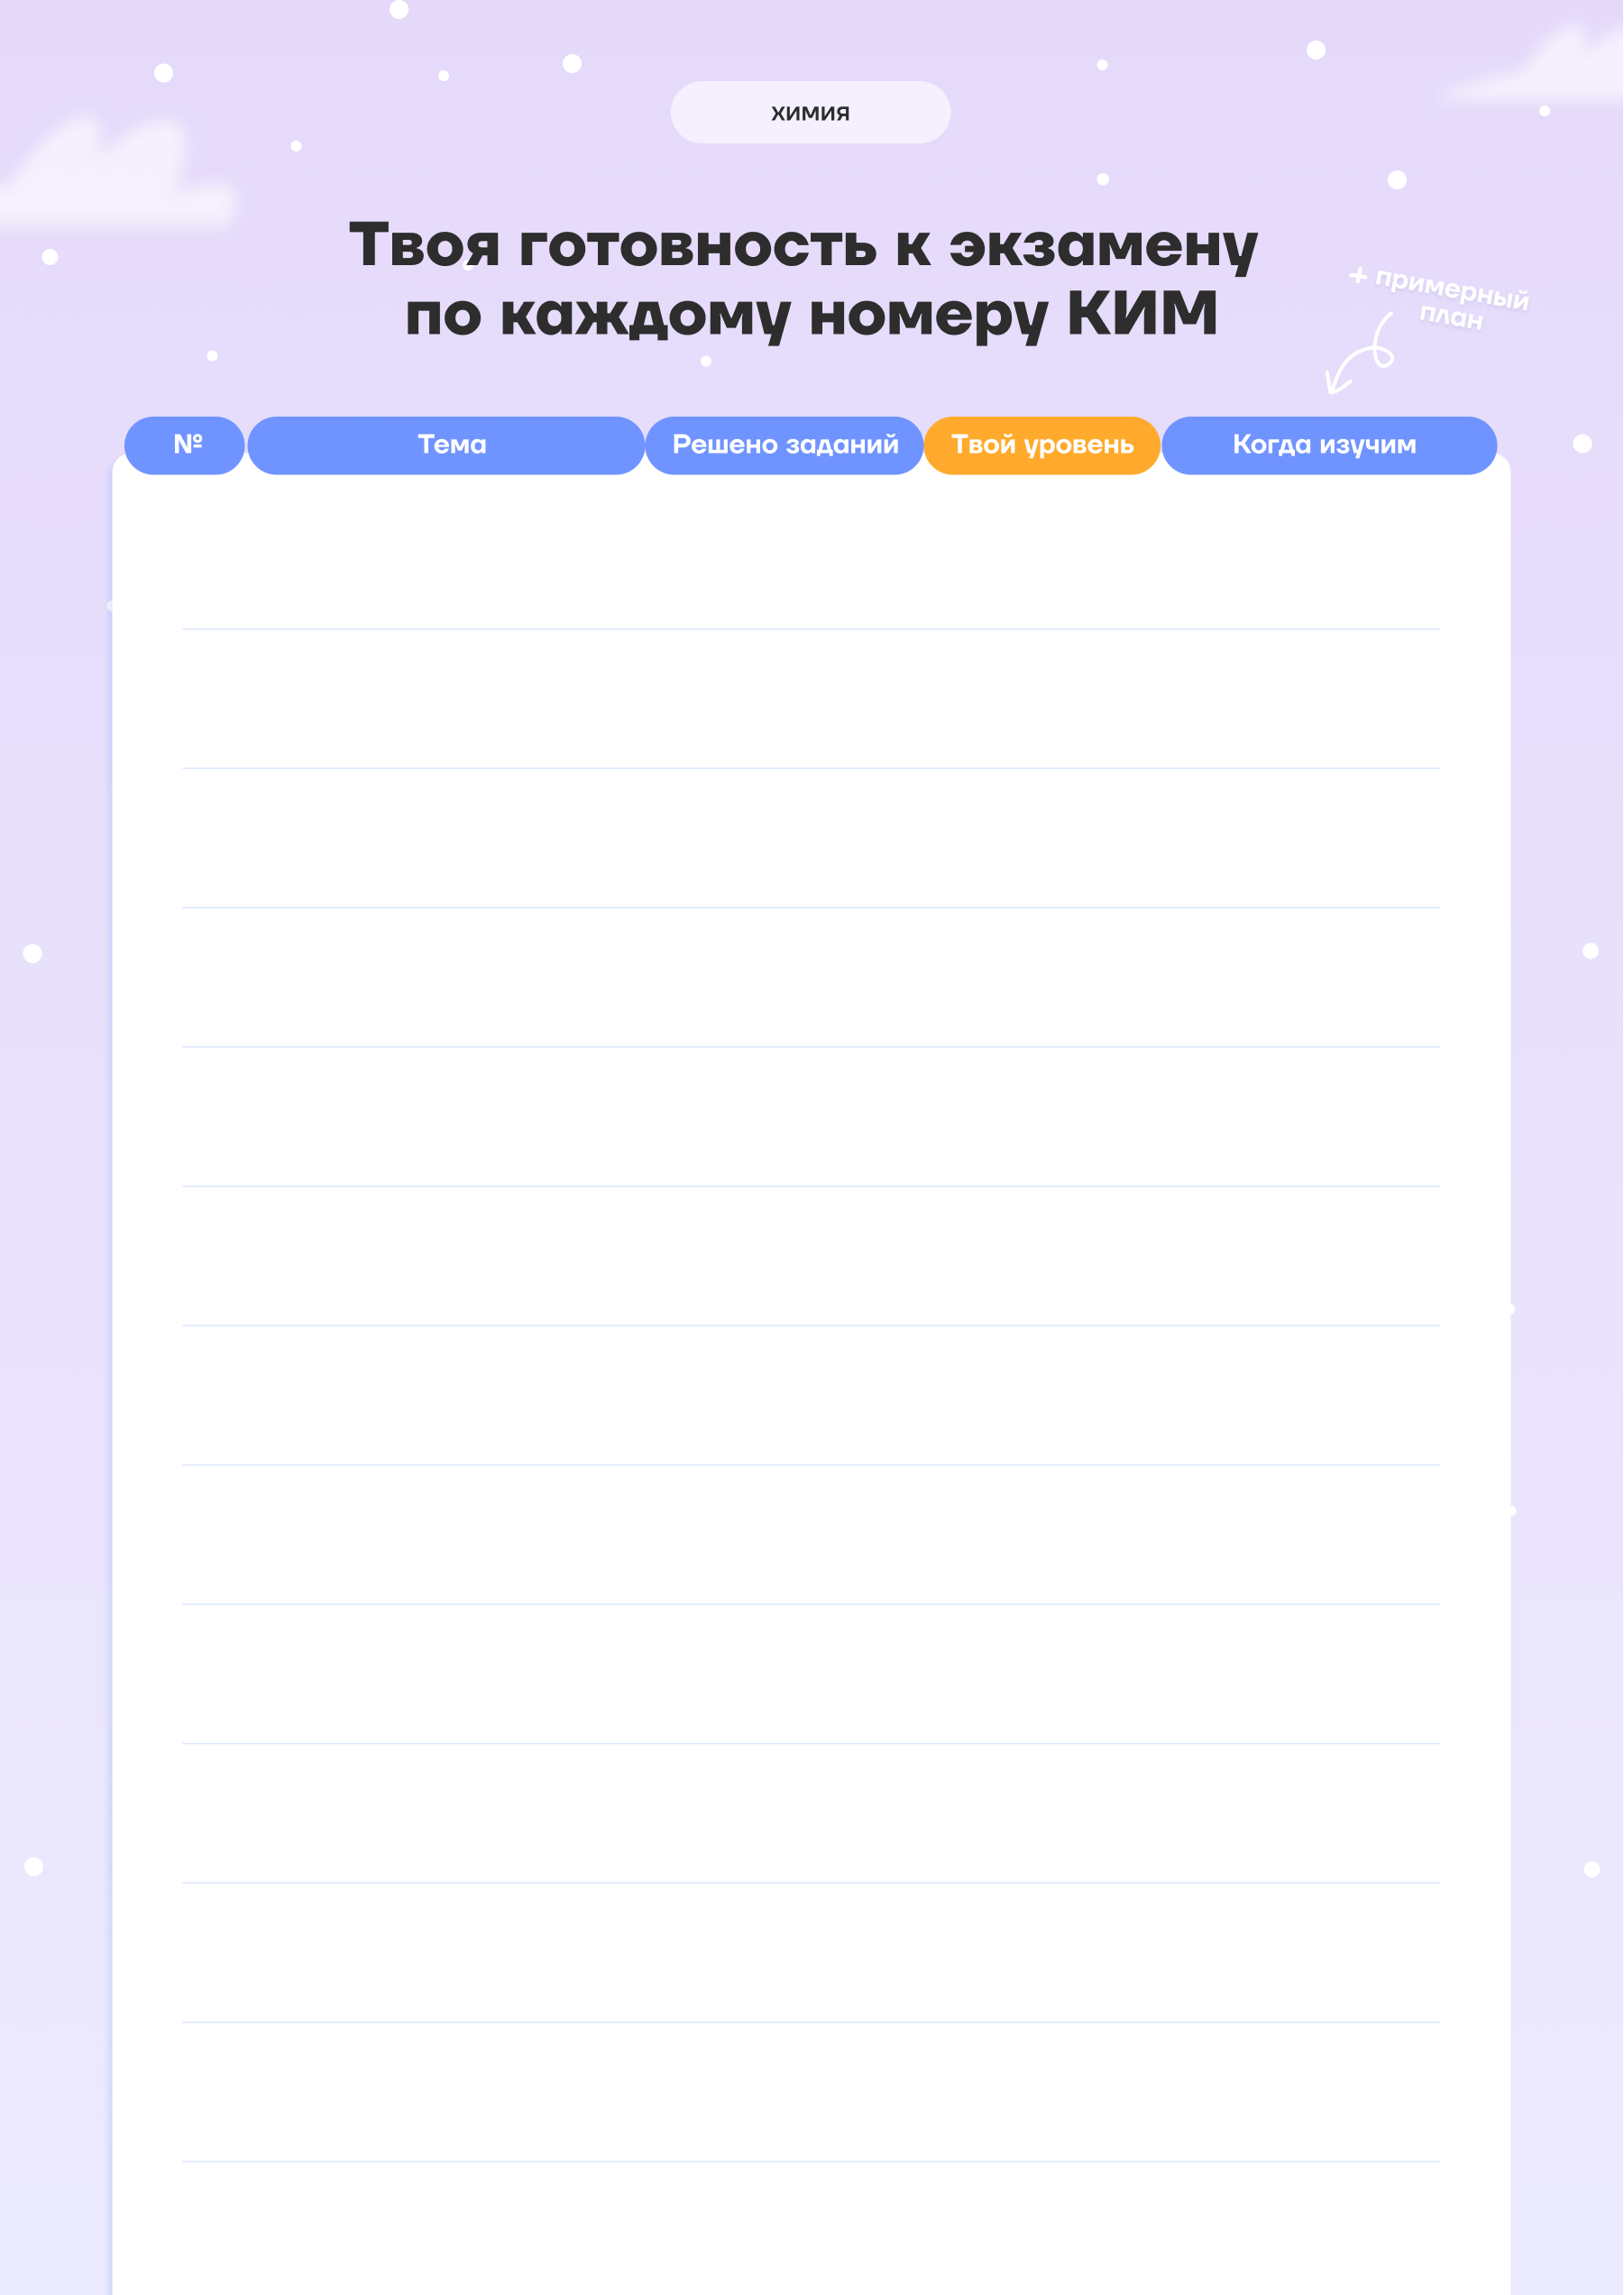 химия
Твоя готовность к экзамену
по каждому номеру КИМ
+ примерный
план
№
Тема
Решено заданий
Твой уровень
Когда изучим